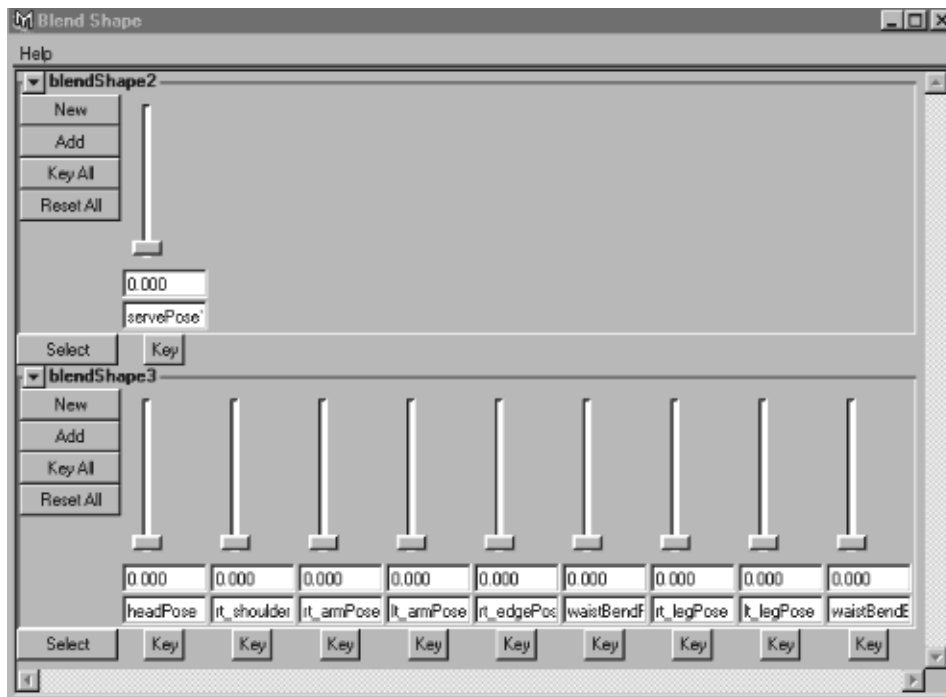 Blend Shape
Help
blendShape2
New
Add
Key All
Reset All
0.000
servePose'
Select Key
blendShape3
New
Add
Key All
Reset All
0.000 0.000 0.000 0.000 0.000 0.000 0.000 0.000 0.000
headPose rt_shoulder rt_armPose lt_armPose rt_edgePos waistBendF rt_legPose lt_legPose waistBendE
Select Key Key Key Key Key Key Key Key Key